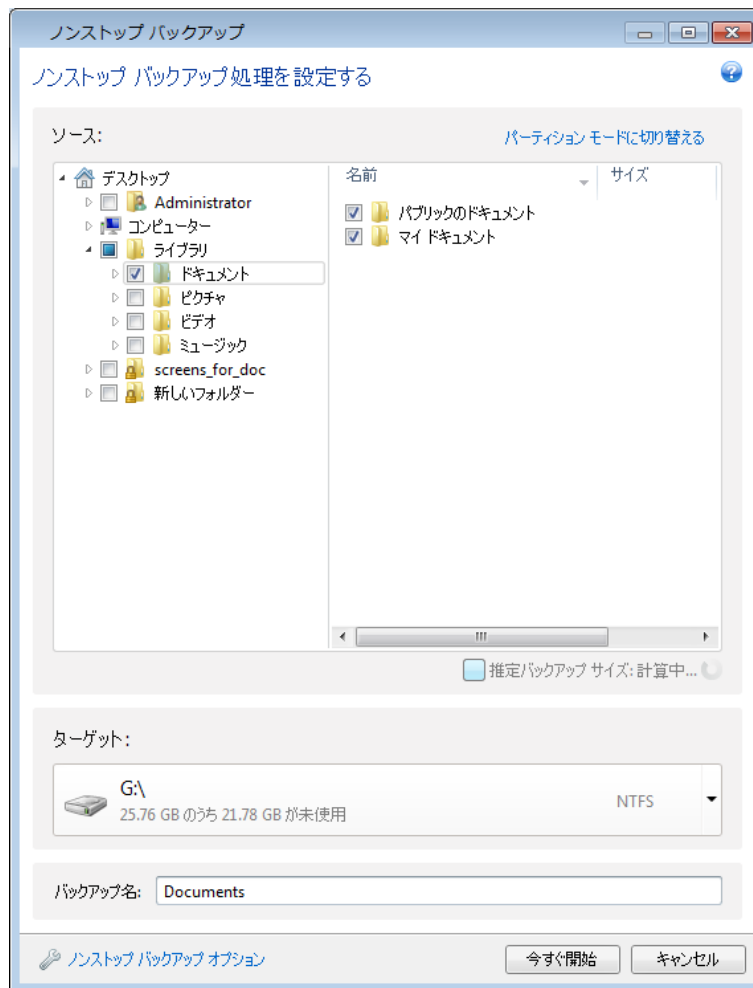 ノンストップ バックアップ
ノンストップ バックアップ処理を設定する
ソース:
パーティション モードに切り替える
デスクトップ
Administrator
コンピューター
ライブラリ
ドキュメント
ピクチャ
ビデオ
ミュージック
screens_for_doc
新しいフォルダー
名前 サイズ
パブリックのドキュメント
マイ ドキュメント
推定バックアップ サイズ: 計算中...
ターゲット:
G:\
25.76 GB のうち 21.78 GB が未使用
NTFS
バックアップ名: Documents
ノンストップ バックアップ オプション
今すぐ開始 キャンセル